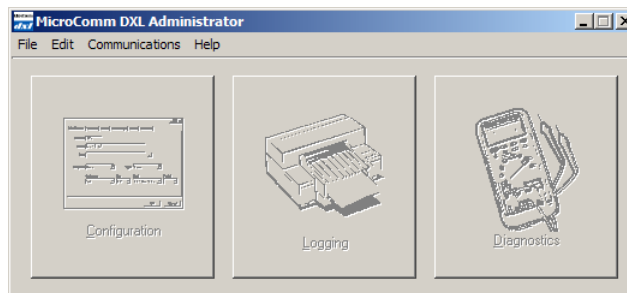 MicroComm DXL Administrator
File Edit Communications Help
Configuration
Logging
Diagnostics